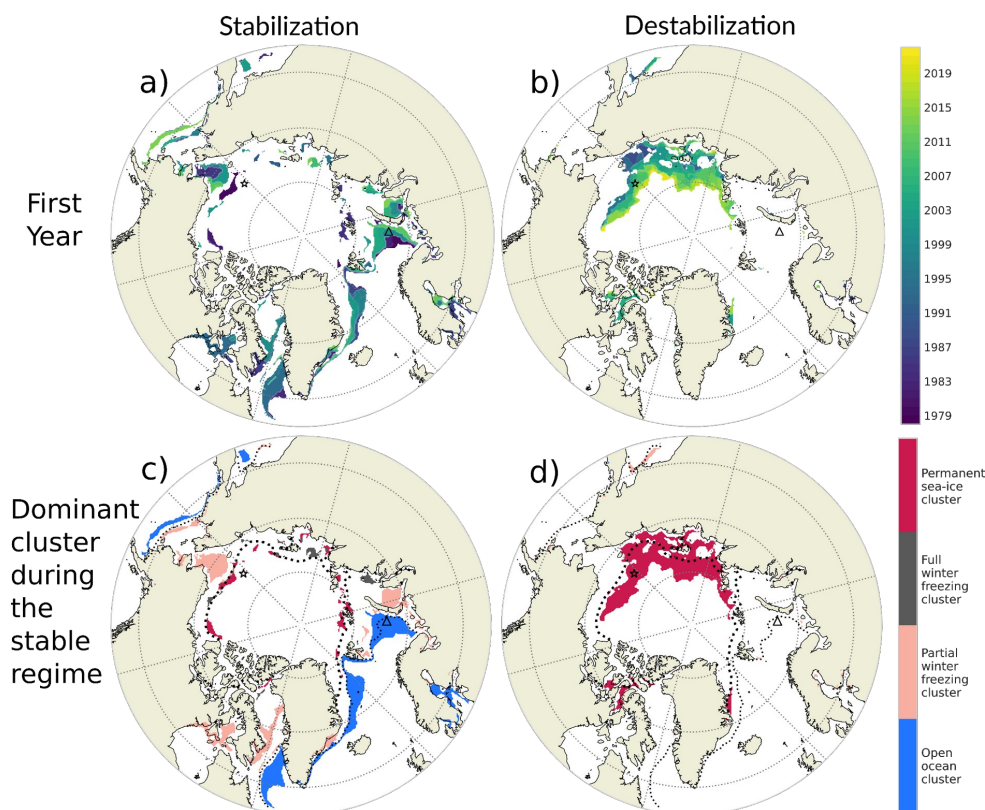 Stabilization
Destabilization
a)
b)
First
Year
2019
2015
2011
2007
2003
1999
1995
1991
1987
1983
1979
c)
d)
Dominant
cluster
during
the
stable
regime
Permanent
sea-ice
cluster
Full
winter
freezing
cluster
Partial
winter
freezing
cluster
Open
ocean
cluster